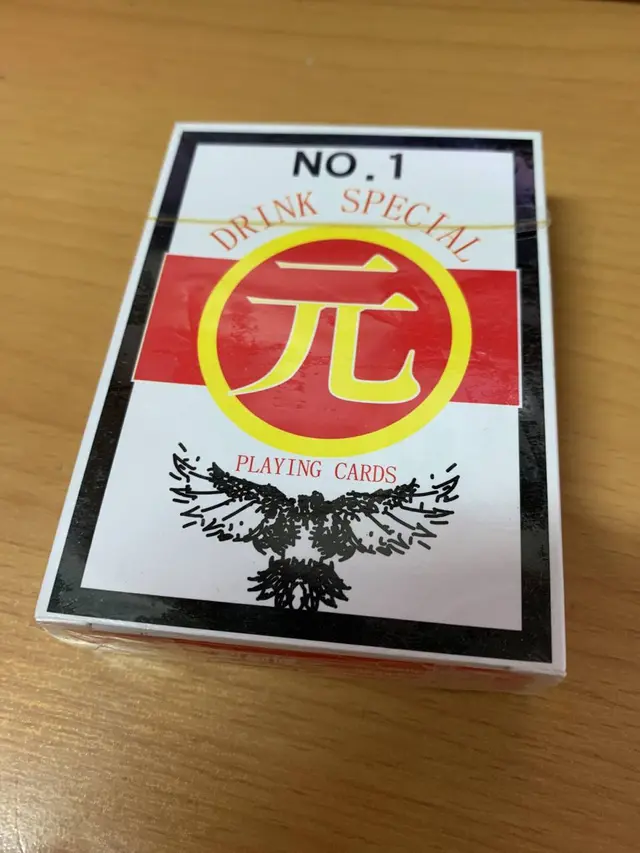 NO.1
DRINK SPECIAL
元
PLAYING CARDS